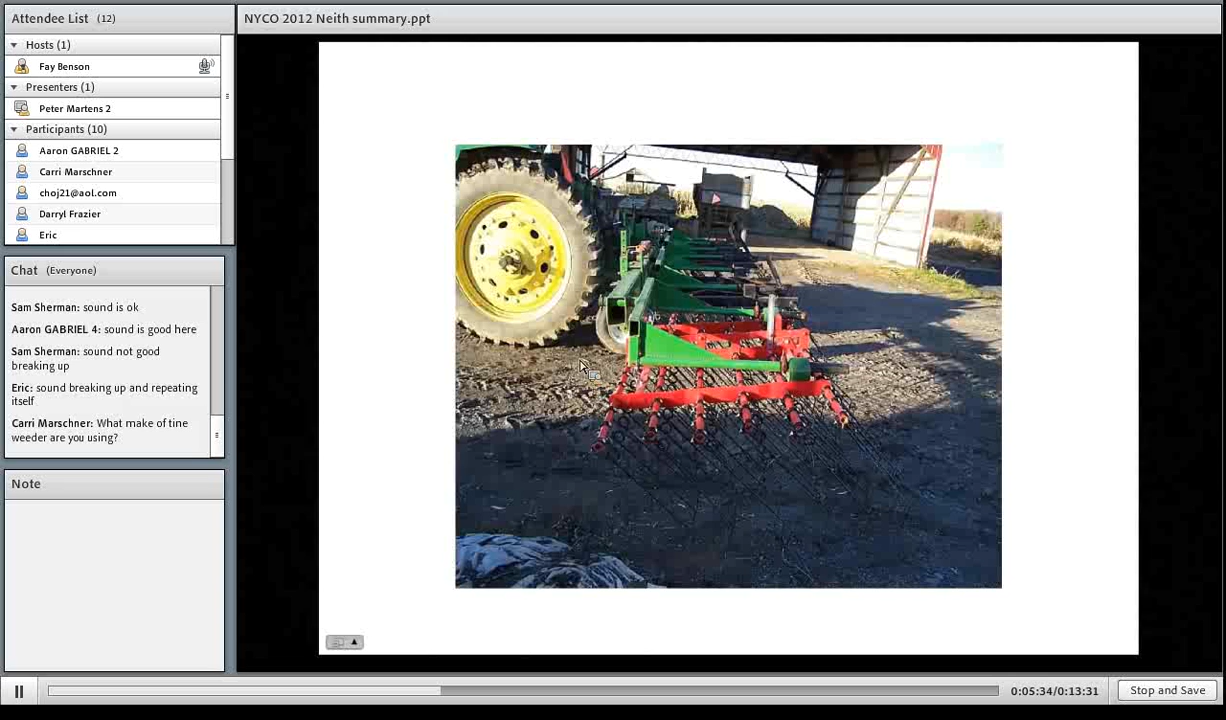 Attendee List (12)
Hosts (1)
Fay Benson
Presenters (1)
Peter Martens 2
Participants (10)
Aaron GABRIEL 2
Carri Marschner
choj21@aol.com
Darryl Frazier
Eric
Chat (Everyone)
Sam Sherman: sound is ok
Aaron GABRIEL 4: sound is good here
Sam Sherman: sound not good
breaking up
Eric: sound breaking up and repeating
itself
Carri Marschner: What make of tine
weeder are you using?
Note
NYCO 2012 Neith summary.ppt
0:05:34/0:13:31
Stop and Save